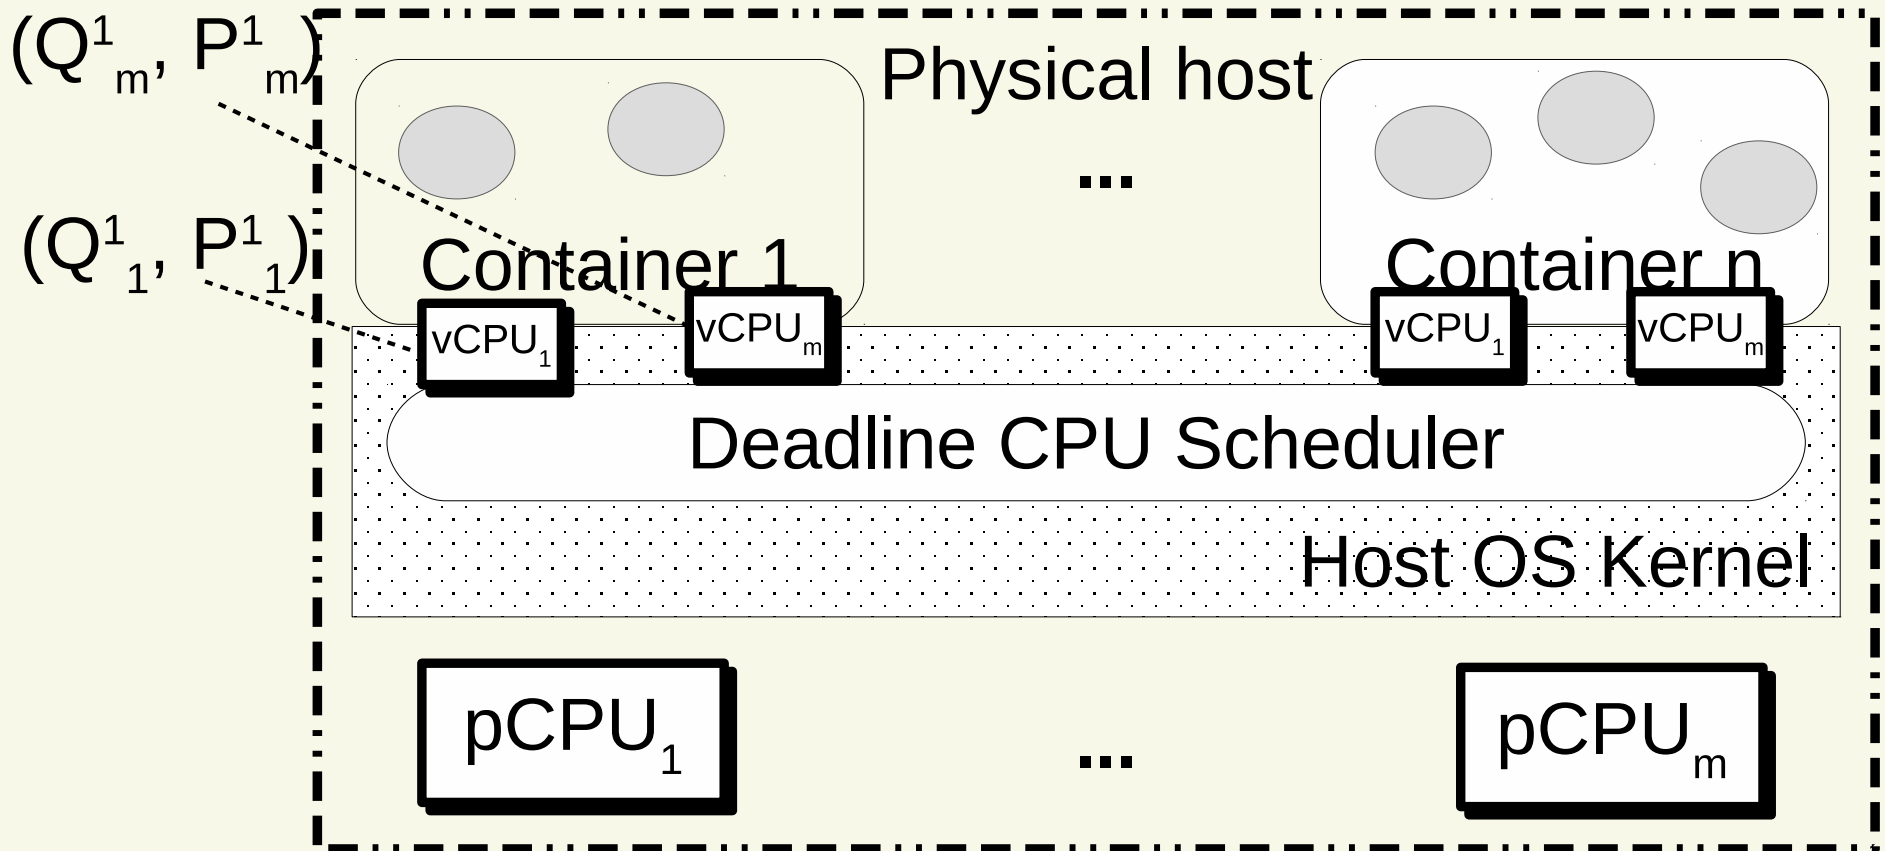 (Q¹ₘ, P¹ₘ)
Physical host
...
(Q¹₁, P¹₁)
Container 1
Container n
vCPU₁
vCPUₘ
vCPU₁
vCPUₘ
Deadline CPU Scheduler
Host OS Kernel
pCPU₁
...
pCPUₘ